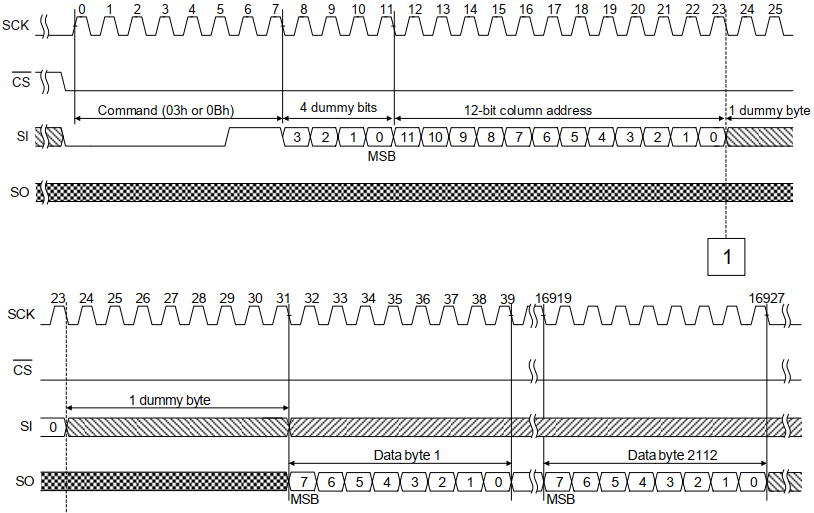 0 1 2 3 4 5 6 7 8 9 10 11 12 13 14 15 16 17 18 19 20 21 22 23 24 25
SCK
CS
Command (03h or 0Bh) 4 dummy bits 12-bit column address 1 dummy byte
SI 3 2 1 0 11 10 9 8 7 6 5 4 3 2 1 0
MSB
SO
1
23 24 25 26 27 28 29 30 31 32 33 34 35 36 37 38 39 16919 16927
SCK
CS
1 dummy byte
SI 0
Data byte 1 Data byte 2112
SO 7 6 5 4 3 2 1 0 7 6 5 4 3 2 1 0
MSB MSB